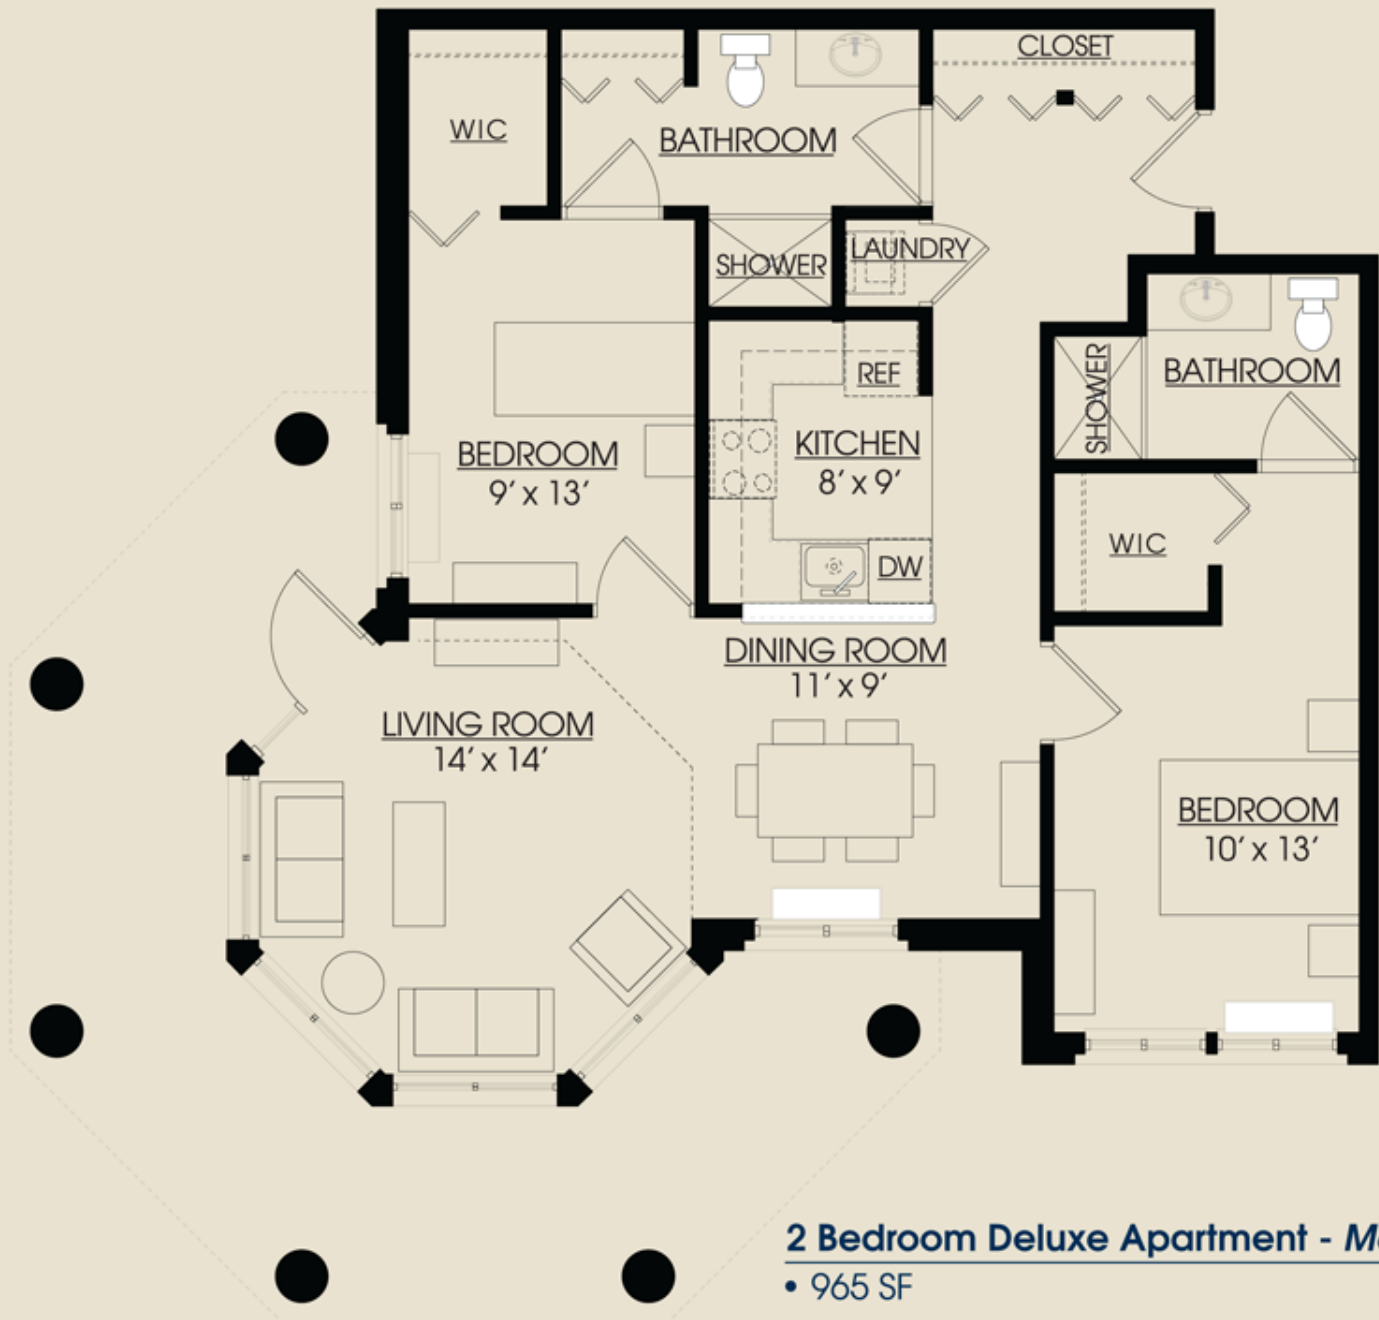 CLOSET
WIC
BATHROOM
SHOWER
LAUNDRY
REF
SHOWER
BATHROOM
BEDROOM
9' x 13'
KITCHEN
8' x 9'
DW
WIC
DINING ROOM
11' x 9'
LIVING ROOM
14' x 14'
BEDROOM
10' x 13'
2 Bedroom Deluxe Apartment -
• 965 SF